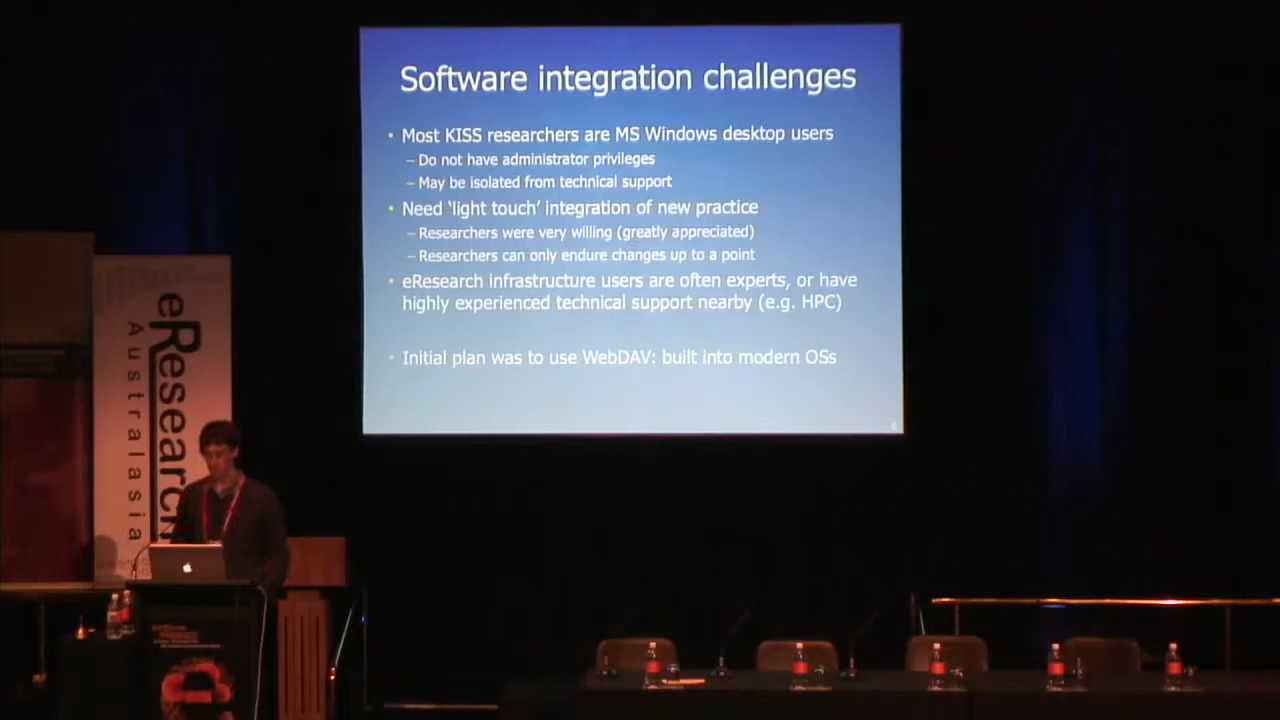 Software integration challenges
• Most KISS researchers are MS Windows desktop users
– Do not have administrator privileges
– May be isolated from technical support
• Need ‘light touch’ integration of new practice
– Researchers were very willing (greatly appreciated)
– Researchers can only endure changes up to a point
• eResearch infrastructure users are often experts, or have
highly experienced technical support nearby (e.g. HPC)
• Initial plan was to use WebDAV: built into modern OSs
eResearch
Australasia